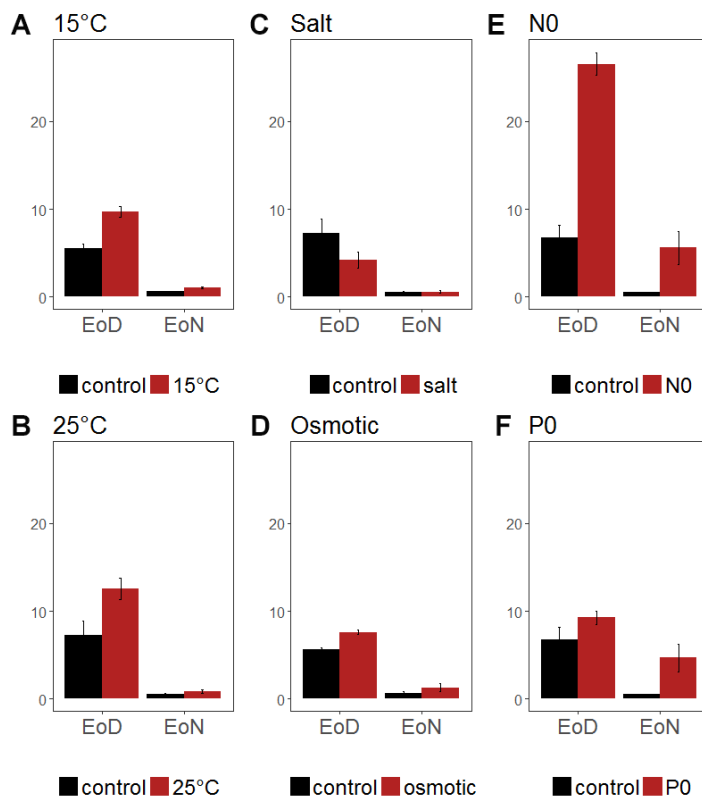 A 15°C
20
10
0
EoD EoN
control 15°C
C Salt
20
10
0
EoD EoN
control salt
E N0
20
10
0
EoD EoN
control N0
B 25°C
20
10
0
EoD EoN
control 25°C
D Osmotic
20
10
0
EoD EoN
control osmotic
F P0
20
10
0
EoD EoN
control P0